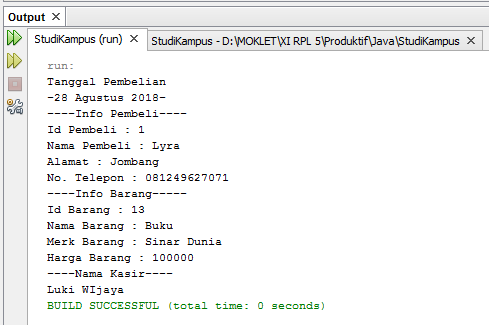 Output
StudiKampus (run)
StudiKampus - D:\MOKLET\XI RPL 5\Produktif\Java\StudiKampus
run:
Tanggal Pembelian
-28 Agustus 2018-
----Info Pembeli----
Id Pembeli : 1
Nama Pembeli : Lyra
Alamat : Jombang
No. Telepon : 081249627071
----Info Barang-----
Id Barang : 13
Nama Barang : Buku
Merk Barang : Sinar Dunia
Harga Barang : 100000
----Nama Kasir----
Luki WIjaya
BUILD SUCCESSFUL (total time: 0 seconds)